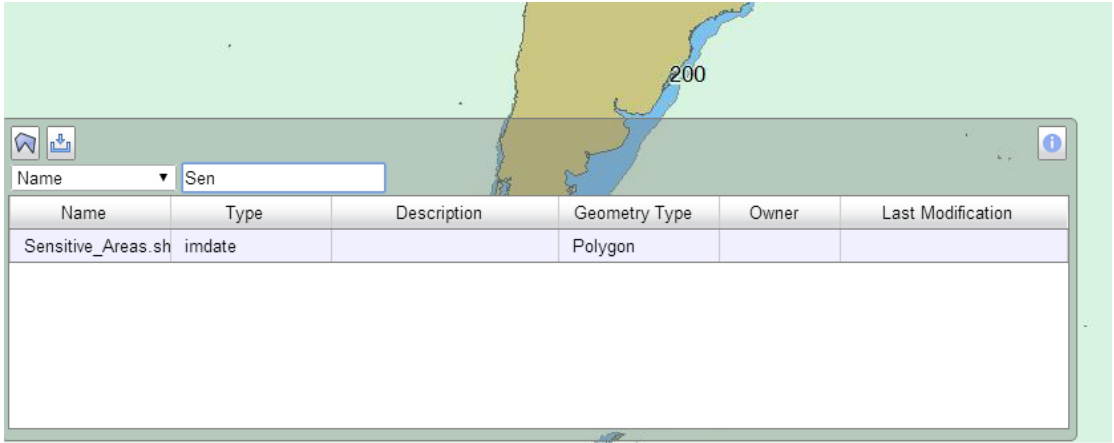 200
Name Sen
Name Type Description Geometry Type Owner Last Modification
Sensitive_Areas.sh imdate Polygon